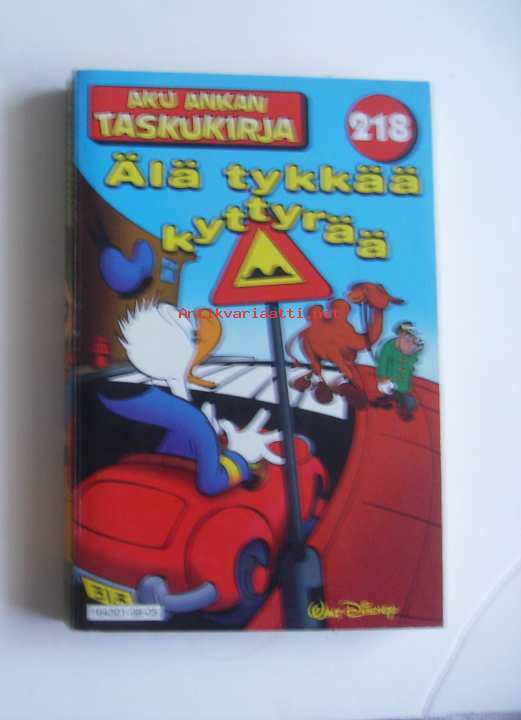 AKU ANKAN
TASKUKIRJA
218
Älä tykkää
kyttyrää
Antikvariaatti.net
Walt Disney